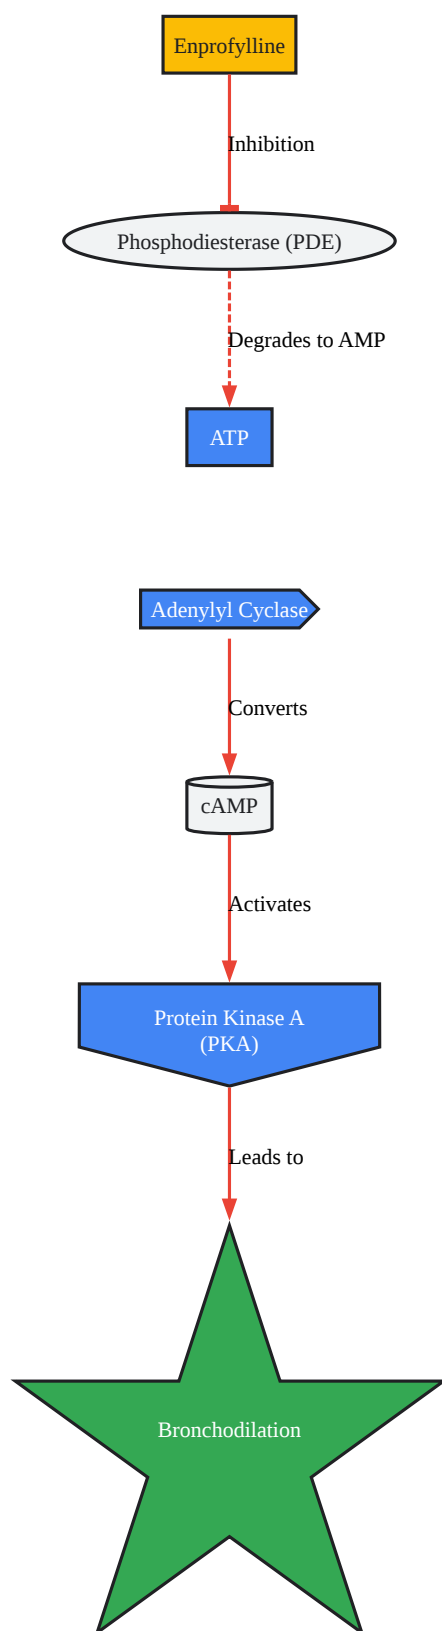 Enprofylline
Inhibition
Phosphodiesterase (PDE)
Degrades to AMP
ATP
Adenylyl Cyclase
Converts
cAMP
Activates
Protein Kinase A
(PKA)
Leads to
Bronchodilation